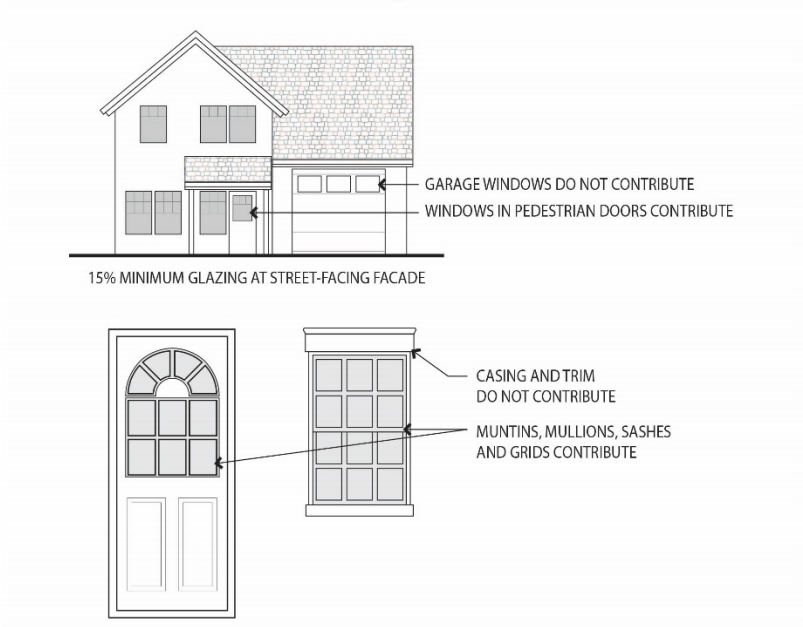 GARAGE WINDOWS DO NOT CONTRIBUTE
WINDOWS IN PEDESTRIAN DOORS CONTRIBUTE
15% MINIMUM GLAZING AT STREET-FACING FACADE
CASING AND TRIM
DO NOT CONTRIBUTE
MUNTINS, MULLIONS, SASHES
AND GRIDS CONTRIBUTE